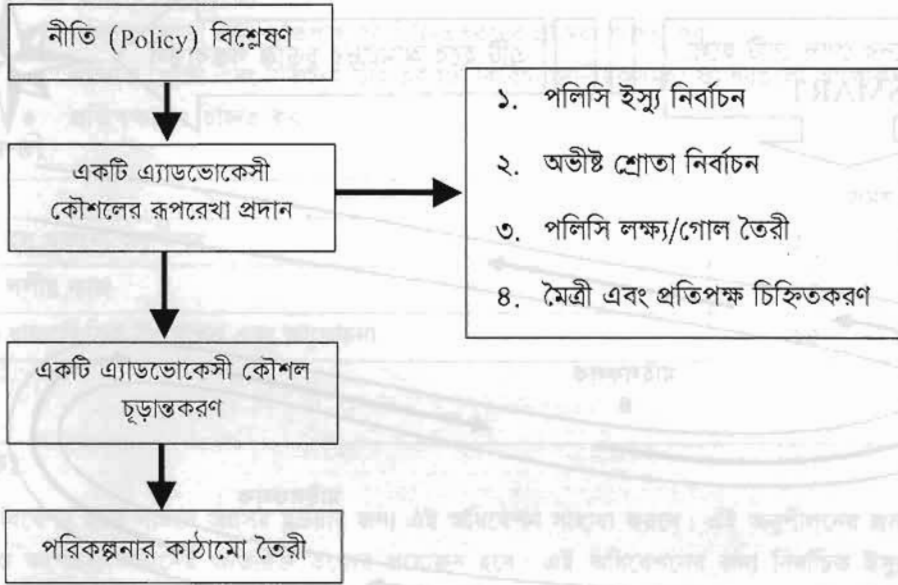 নীতি (Policy) বিশ্লেষণ
একটি এ্যাডভোকেসী
কৌশলের রূপরেখা প্রদান
১. পলিসি ইস্যু নির্বাচন
২. অভীষ্ট শ্রোতা নির্বাচন
৩. পলিসি লক্ষ্য/গোল তৈরী
৪. মৈত্রী এবং প্রতিপক্ষ চিহ্নিতকরণ
একটি এ্যাডভোকেসী কৌশল
চূড়ান্তকরণ
পরিকল্পনার কাঠামো তৈরী